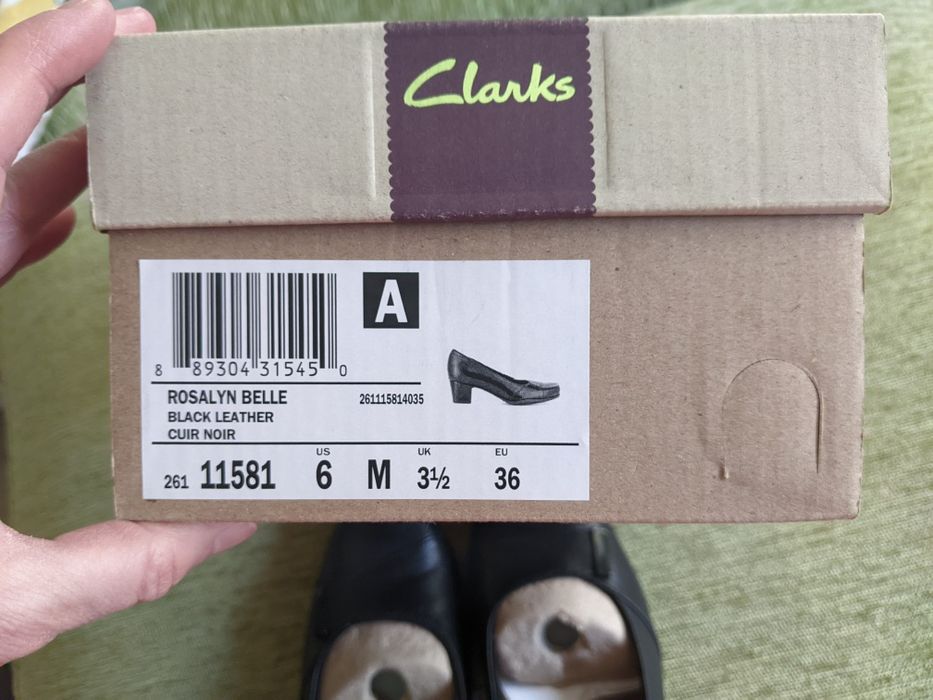 Clarks
A
8 89304 31545 0
ROSALYN BELLE 261115814035
BLACK LEATHER
CUIR NOIR
US UK EU
261 11581 6 M 3½ 36